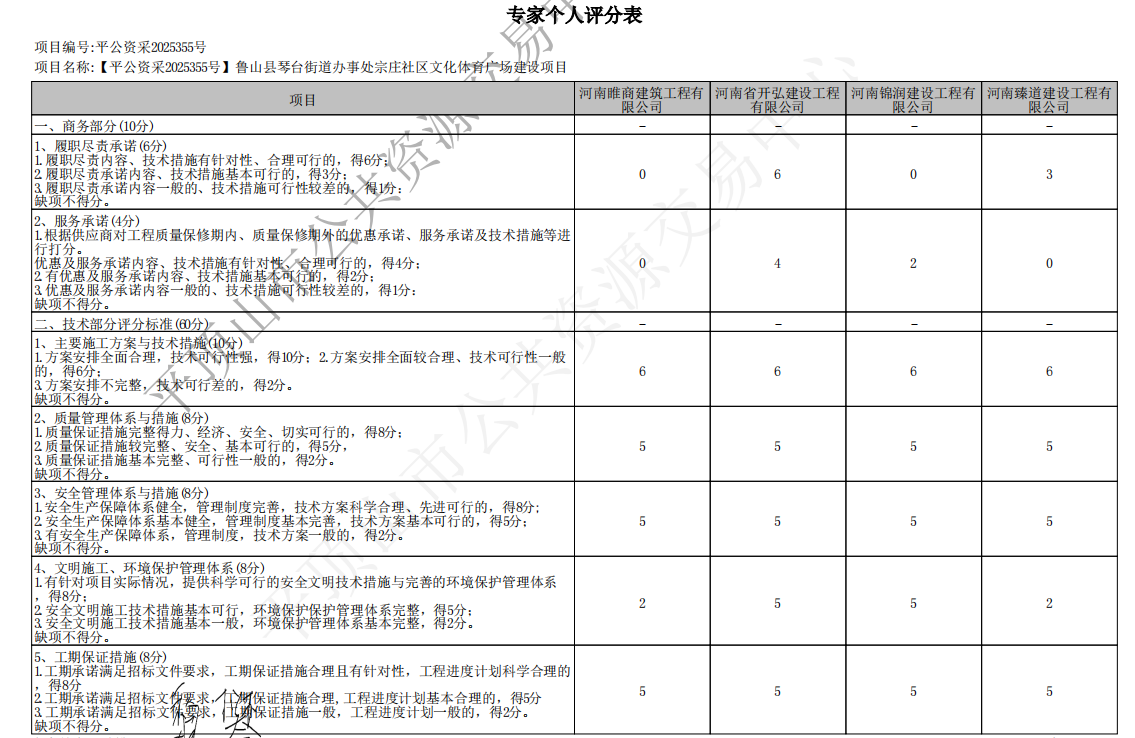 专家个人评分表
项目编号:平公资采2025355号
项目名称:【平公资采2025355号】鲁山县琴台街道办事处宗庄社区文化体育广场建设项目
项目
河南睢商建筑工程有限公司
河南省开弘建设工程有限公司
河南锦润建设工程有限公司
河南臻道建设工程有限公司
一、商务部分(10分) – – – –
1、履职尽责承诺(6分)
1.履职尽责内容、技术措施有针对性、合理可行的，得6分；
2.履职尽责承诺内容、技术措施基本可行的，得3分；
3.履职尽责承诺内容一般的、技术措施可行性较差的，得1分：
缺项不得分。
0 6 0 3
2、服务承诺(4分)
1.根据供应商对工程质量保修期内、质量保修期外的优惠承诺、服务承诺及技术措施等进
行打分。
优惠及服务承诺内容、技术措施有针对性、合理可行的，得4分；
2.有优惠及服务承诺内容、技术措施基本可行的，得2分；
3.优惠及服务承诺内容一般的、技术措施可行性较差的，得1分：
缺项不得分。
0 4 2 0
二、技术部分评分标准(60分) – – – –
1、主要施工方案与技术措施(10分)
1.方案安排全面合理，技术可行性强，得10分；2.方案安排全面较合理、技术可行性一般
的，得6分；
3.方案安排不完整，技术可行差的，得2分。
缺项不得分。
6 6 6 6
2、质量管理体系与措施(8分)
1.质量保证措施完整得力、经济、安全、切实可行的，得8分；
2.质量保证措施较完整、安全、基本可行的，得5分，
3.质量保证措施基本完整、可行性一般的，得2分。
缺项不得分。
5 5 5 5
3、安全管理体系与措施(8分)
1.安全生产保障体系健全，管理制度完善，技术方案科学合理、先进可行的，得8分；
2.安全生产保障体系基本健全，管理制度基本完善，技术方案基本可行的，得5分；
3.有安全生产保障体系，管理制度，技术方案一般的，得2分。
缺项不得分。
5 5 5 5
4、文明施工、环境保护管理体系(8分)
1.有针对项目实际情况，提供科学可行的安全文明技术措施与完善的环境保护管理体系
，得8分；
2.安全文明施工技术措施基本可行，环境保护保护管理体系完整，得5分；
3.安全文明施工技术措施基本一般，环境保护管理体系基本完整，得2分。
缺项不得分。
2 5 5 2
5、工期保证措施(8分)
1.工期承诺满足招标文件要求，工期保证措施合理且有针对性，工程进度计划科学合理的
，得8分
2.工期承诺满足招标文件要求，工期保证措施合理,工程进度计划基本合理的，得5分
3.工期承诺满足招标文件要求，工期保证措施一般，工程进度计划一般的，得2分。
缺项不得分。
5 5 5 5
平顶山市公共资源交易中心
平顶山市公共资源交易中心